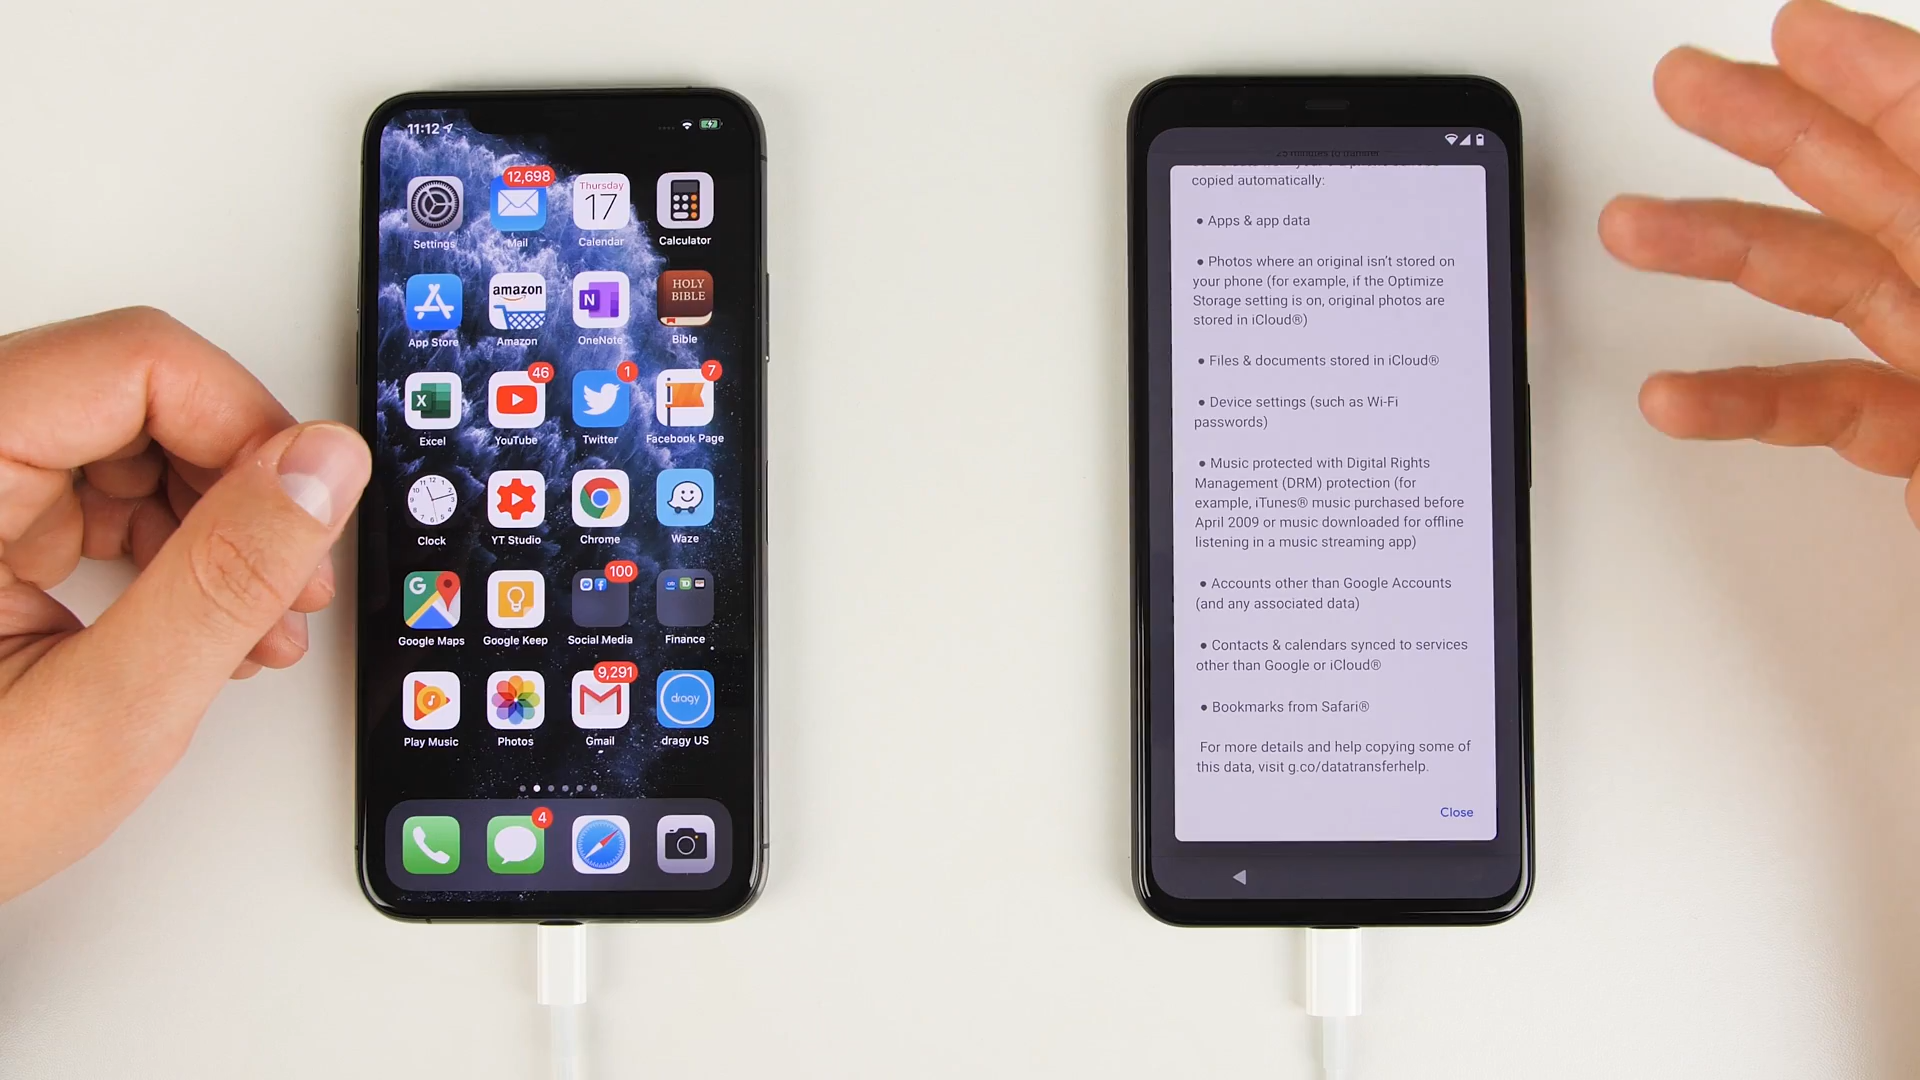 11:12
12,698
Thursday
17
Settings
Mail
Calendar
Calculator
amazon
N
HOLY
BIBLE
App Store
Amazon
OneNote
Bible
46
1
7
X
Excel
YouTube
Twitter
Facebook Page
Clock
YT Studio
Chrome
Waze
G
100
Google Maps
Google Keep
Social Media
Finance
9,291
dragy
Play Music
Photos
Gmail
dragy US
4
25 minutes to transfer
copied automatically:
• Apps & app data
• Photos where an original isn't stored on
your phone (for example, if the Optimize
Storage setting is on, original photos are
stored in iCloud®)
• Files & documents stored in iCloud®
• Device settings (such as Wi-Fi
passwords)
• Music protected with Digital Rights
Management (DRM) protection (for
example, iTunes® music purchased before
April 2009 or music downloaded for offline
listening in a music streaming app)
• Accounts other than Google Accounts
(and any associated data)
• Contacts & calendars synced to services
other than Google or iCloud®
• Bookmarks from Safari®
For more details and help copying some of
this data, visit g.co/datatransferhelp.
Close